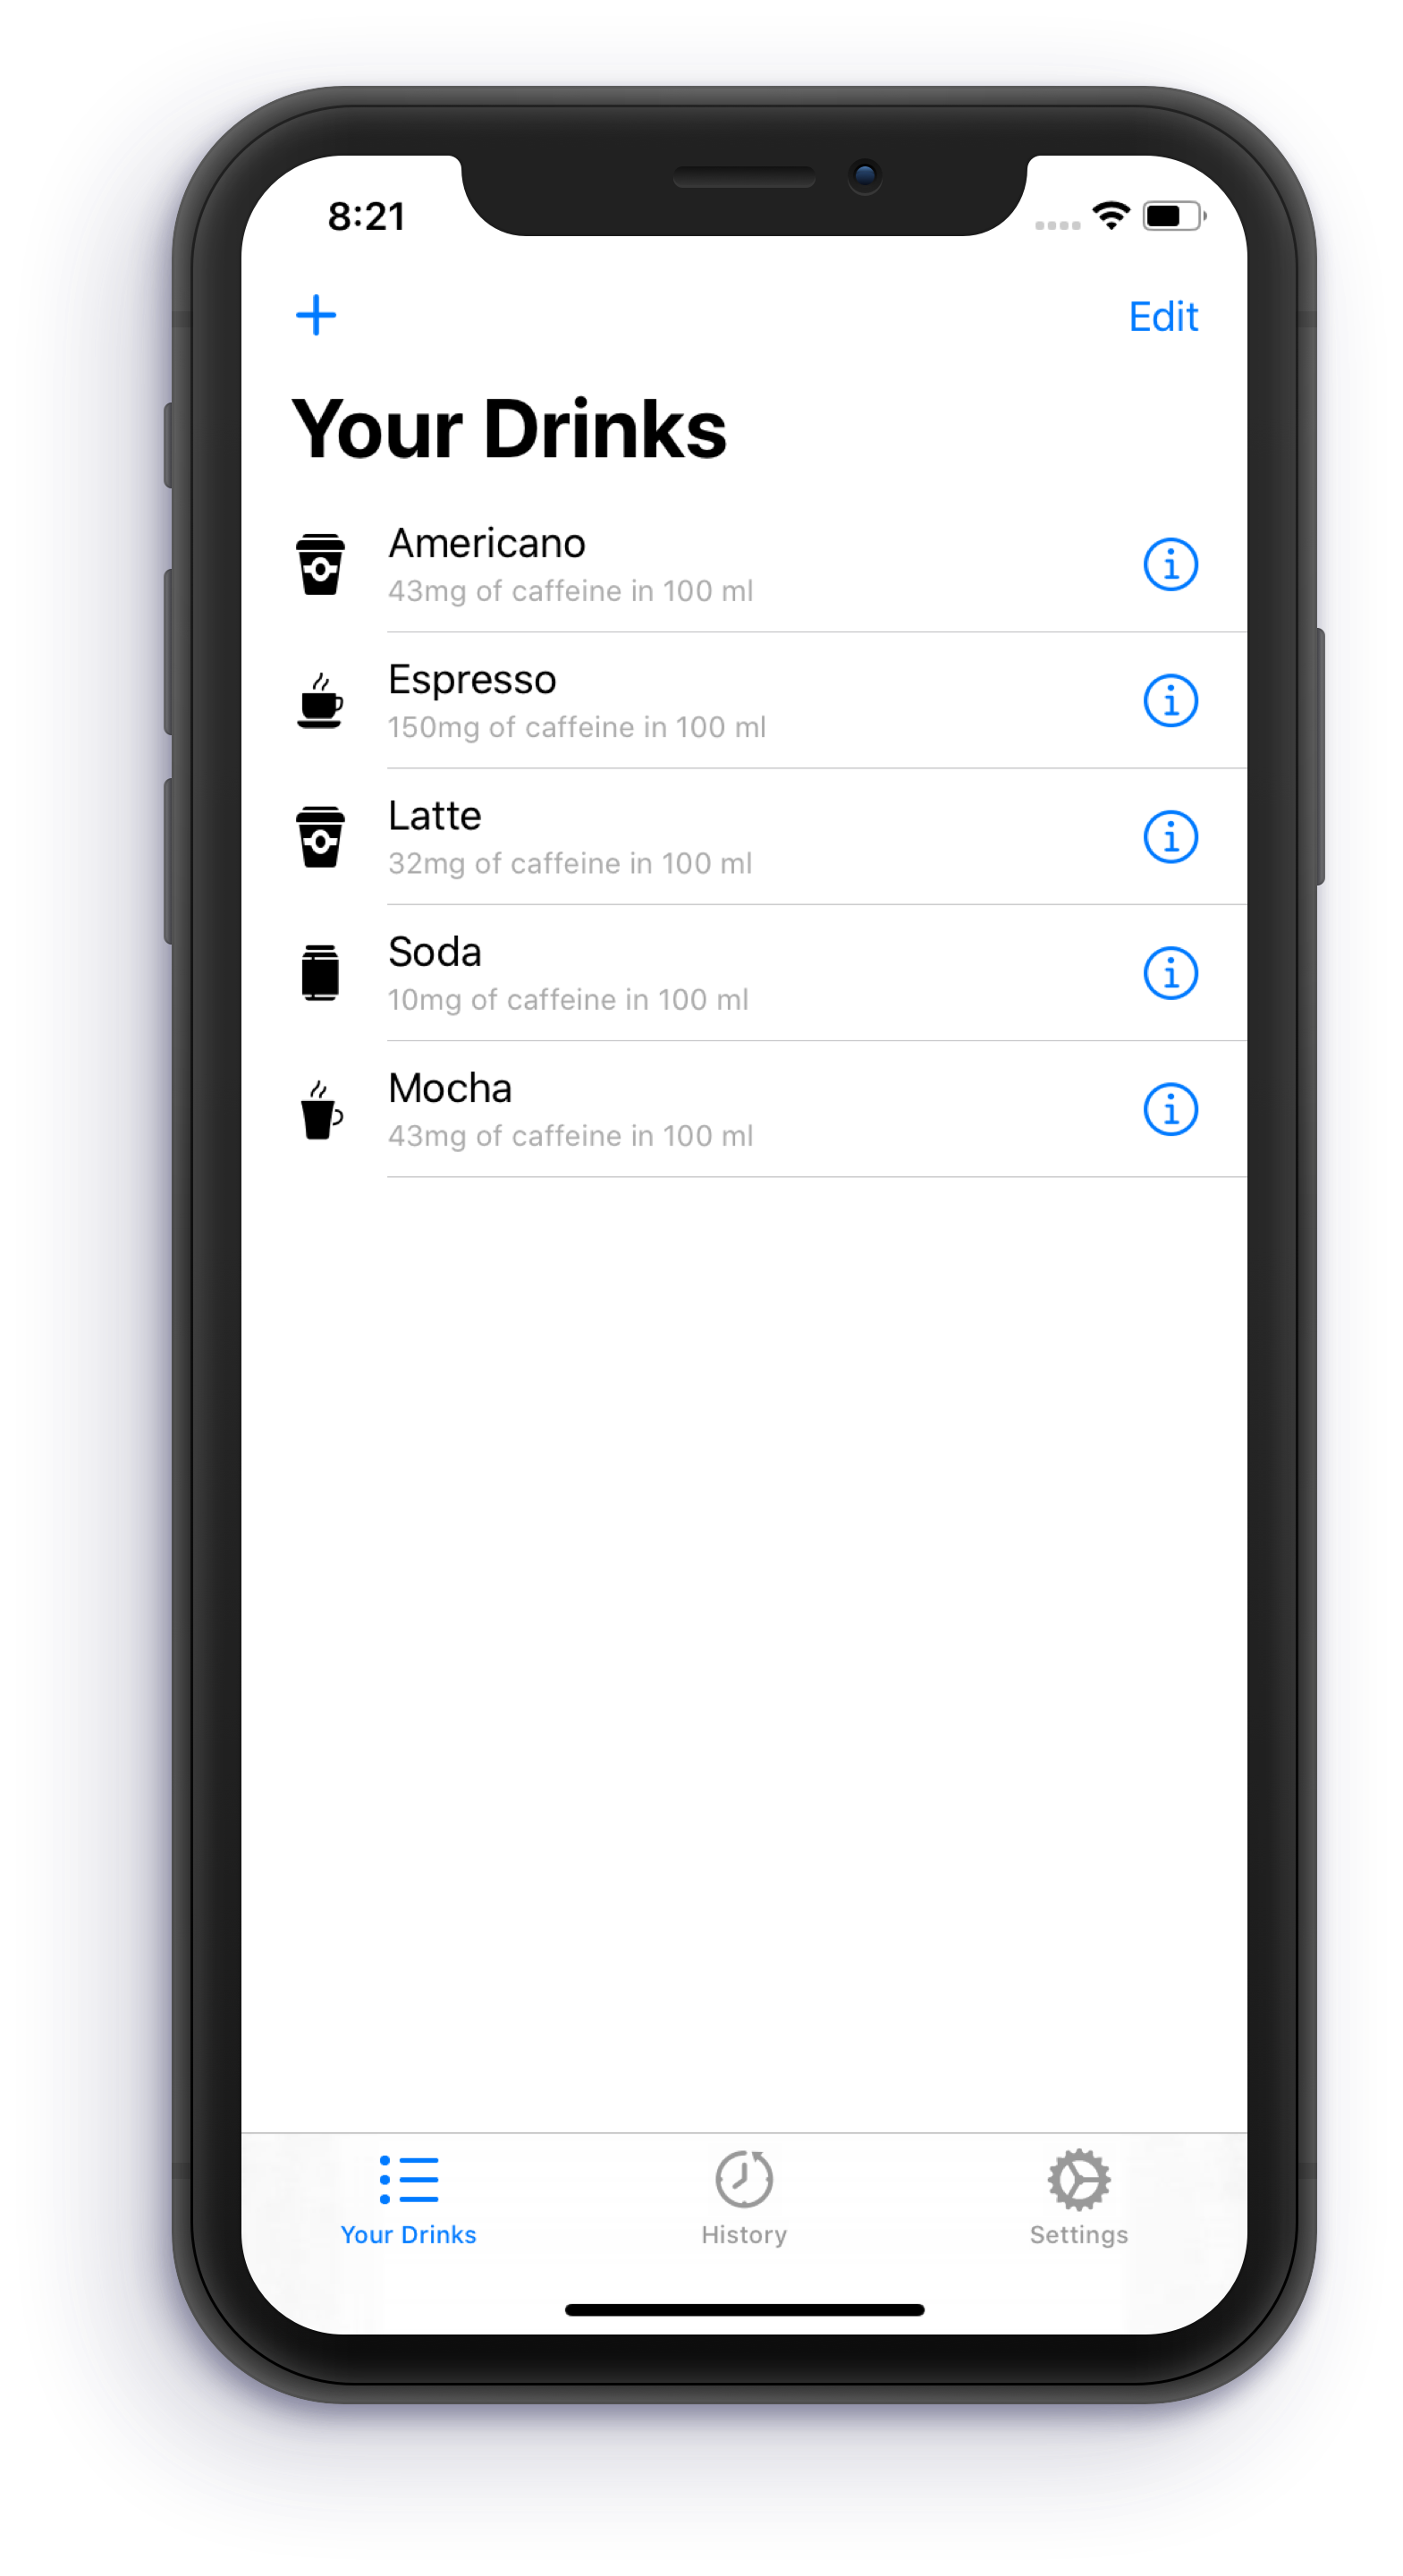 8:21
Edit
Your Drinks
Americano
43mg of caffeine in 100 ml
Espresso
150mg of caffeine in 100 ml
Latte
32mg of caffeine in 100 ml
Soda
10mg of caffeine in 100 ml
Mocha
43mg of caffeine in 100 ml
Your Drinks
History
Settings